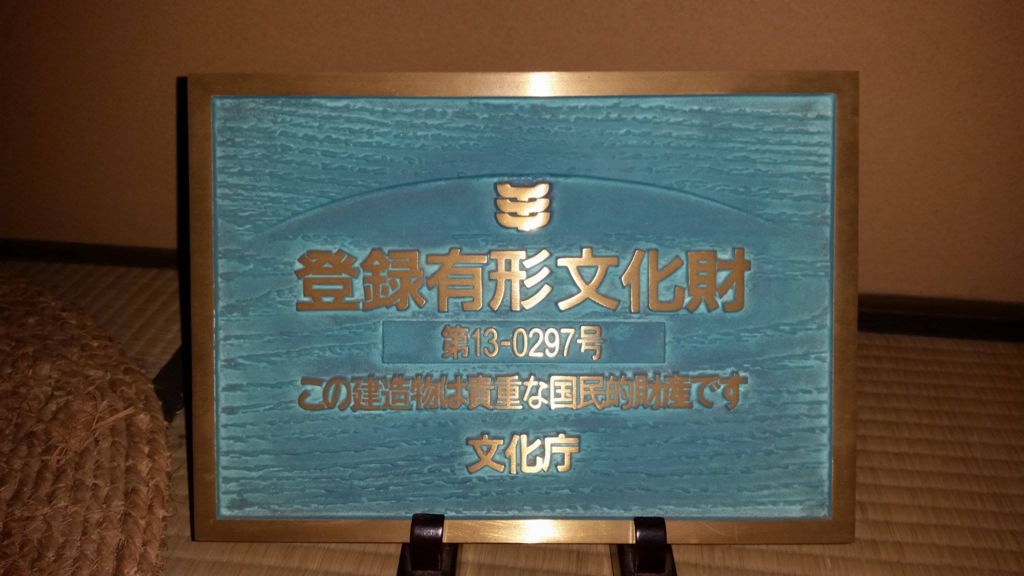 登録有形文化財
第13-0297号
この建造物は貴重な国民的財産です
文化庁